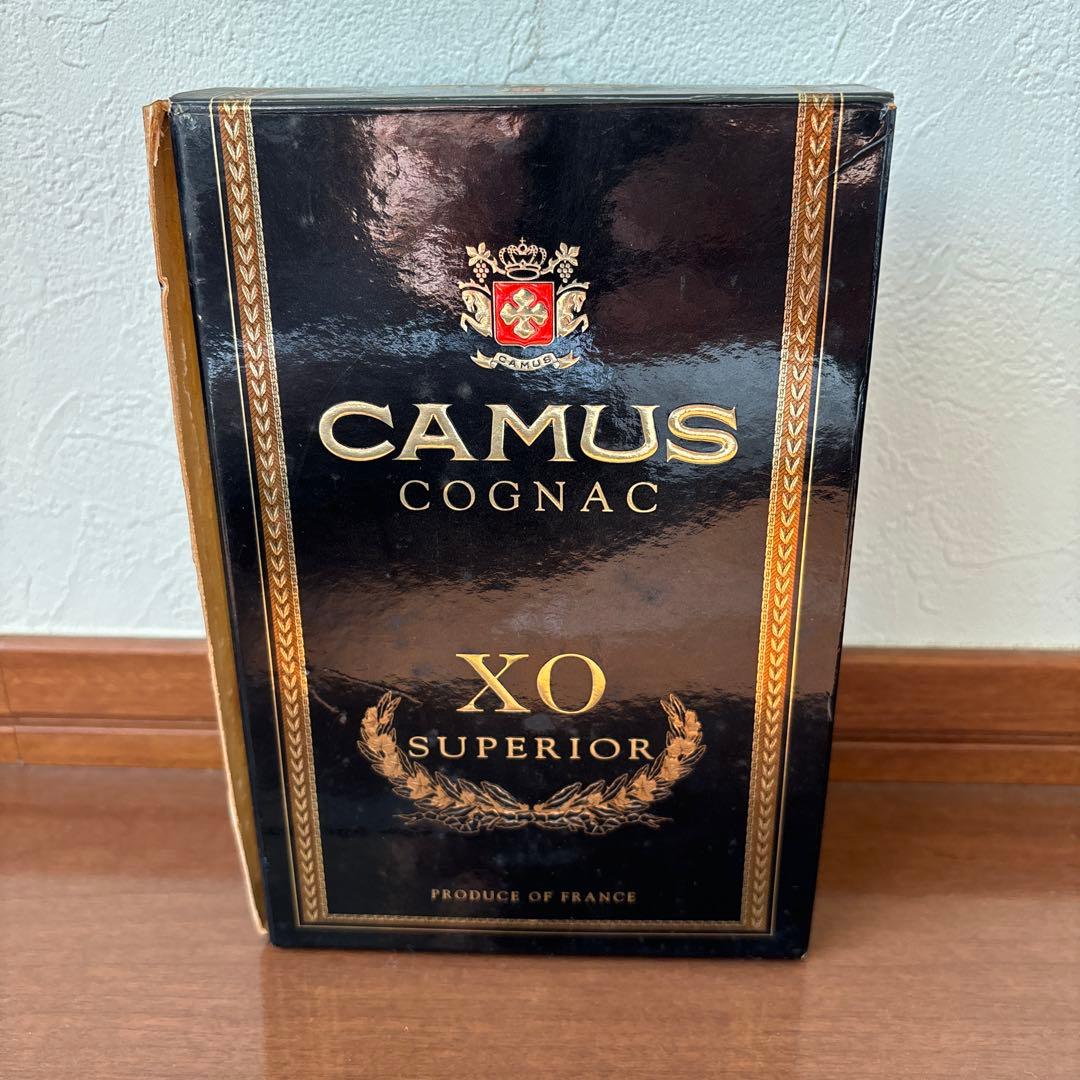 CAMUS
CAMUS
COGNAC
XO
SUPERIOR
PRODUCE OF FRANCE